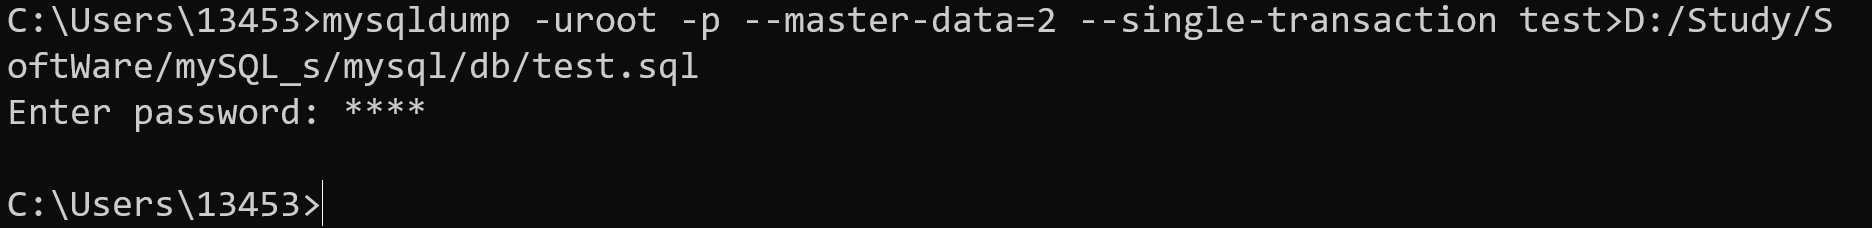 C:\Users\13453>mysqldump -uroot -p --master-data=2 --single-transaction test>D:/Study/S
oftWare/mySQL_s/mysql/db/test.sql
Enter password: ****
C:\Users\13453>